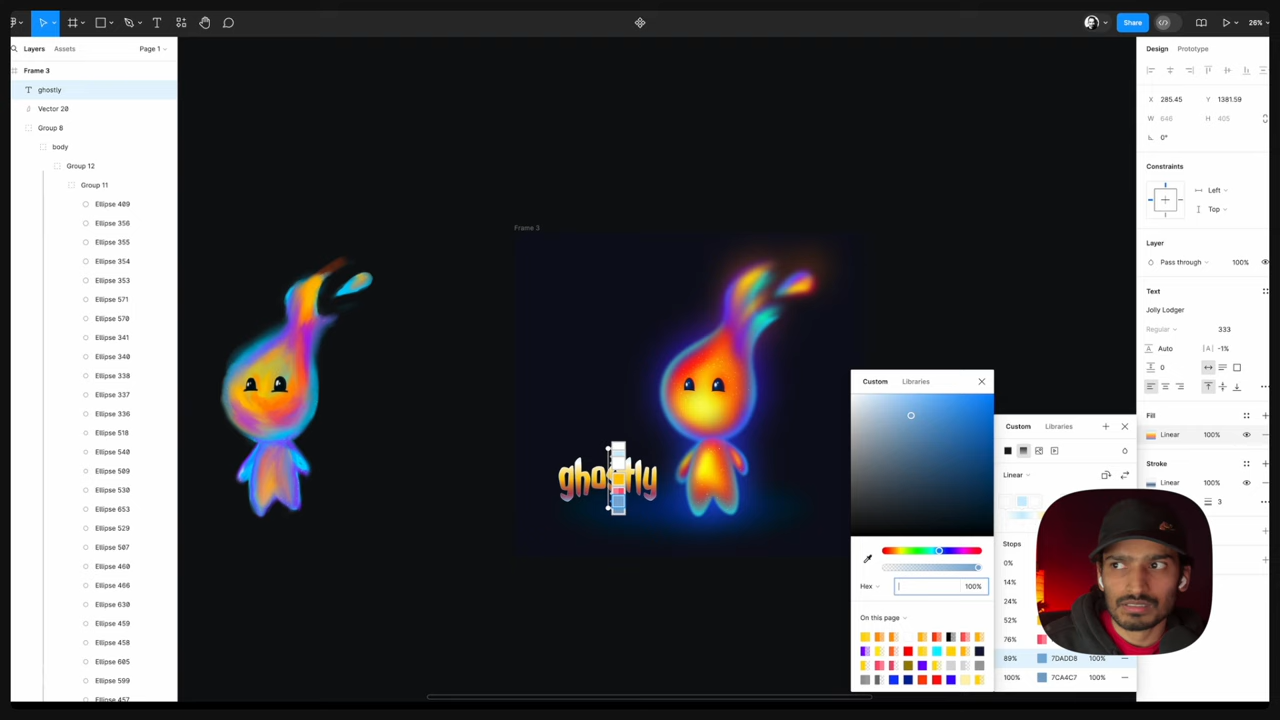 Share
26%
Layers
Assets
Page 1
Frame 3
ghostly
Vector 20
Group 8
body
Group 12
Group 11
Ellipse 409
Ellipse 356
Ellipse 355
Ellipse 354
Ellipse 353
Ellipse 571
Ellipse 570
Ellipse 341
Ellipse 340
Ellipse 338
Ellipse 337
Ellipse 336
Ellipse 518
Ellipse 540
Ellipse 509
Ellipse 530
Ellipse 653
Ellipse 529
Ellipse 507
Ellipse 460
Ellipse 466
Ellipse 630
Ellipse 459
Ellipse 458
Ellipse 605
Ellipse 599
Ellipse 457
Frame 3
ghostly
Custom
Libraries
Hex
100%
On this page
Custom
Libraries
Linear
Stops
0%
14%
24%
52%
76%
89% 7DADD8 100%
100% 7CA4C7 100%
Design
Prototype
X 285.45 Y 1381.59
W 646 H 405
0°
Constraints
Left
Top
Layer
Pass through 100%
Text
Jolly Lodger
Regular 333
Auto -1%
0
Fill
Linear 100%
Stroke
Linear 100%
3